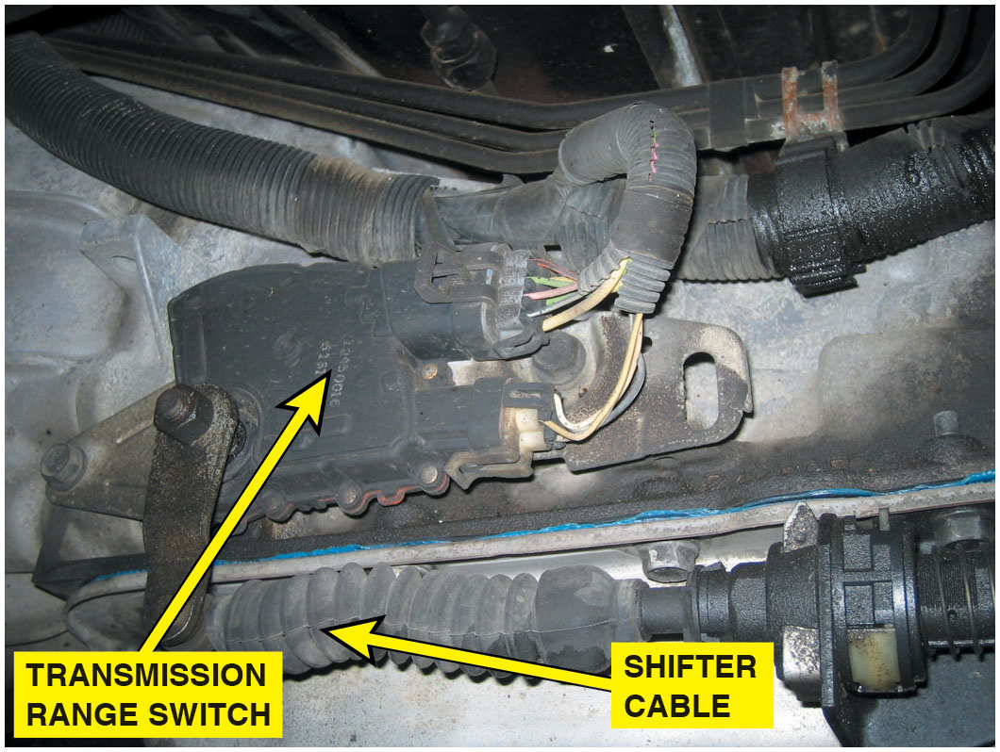 TRANSMISSION
RANGE SWITCH
SHIFTER
CABLE